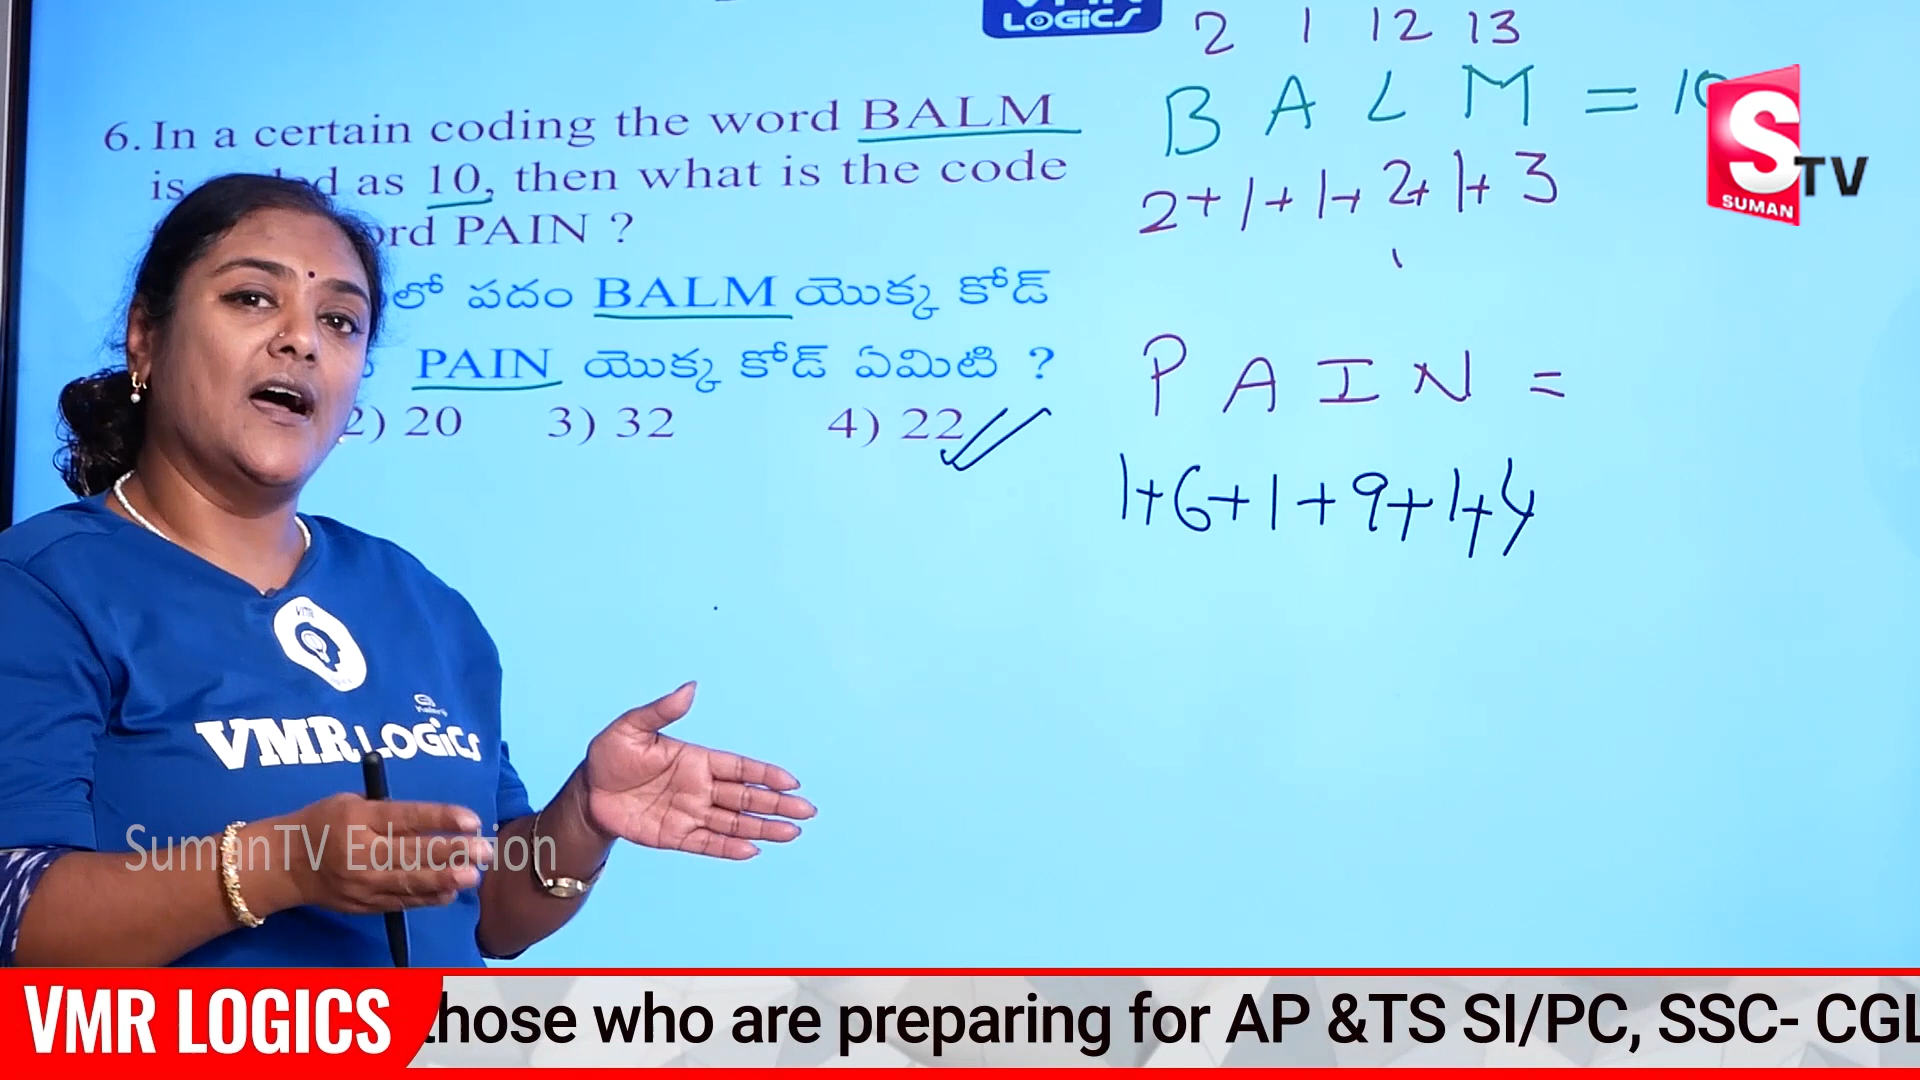 LOGiCS
6. In a certain coding the word BALM
is as 10, then what is the code
PAIN ?
పదం BALM యొక్క కోడ్
PAIN యొక్క కోడ్ ఏమిటి ?
2) 20 3) 32 4) 22
2 1 12 13
B A L M =
2+1+1+2+1+3
P A I N =
1+6+1+9+1+4
S TV
SUMAN
VMR LOGiCS
SumanTV Education
VMR LOGICS
those who are preparing for AP &TS SI/PC, SSC- CGL